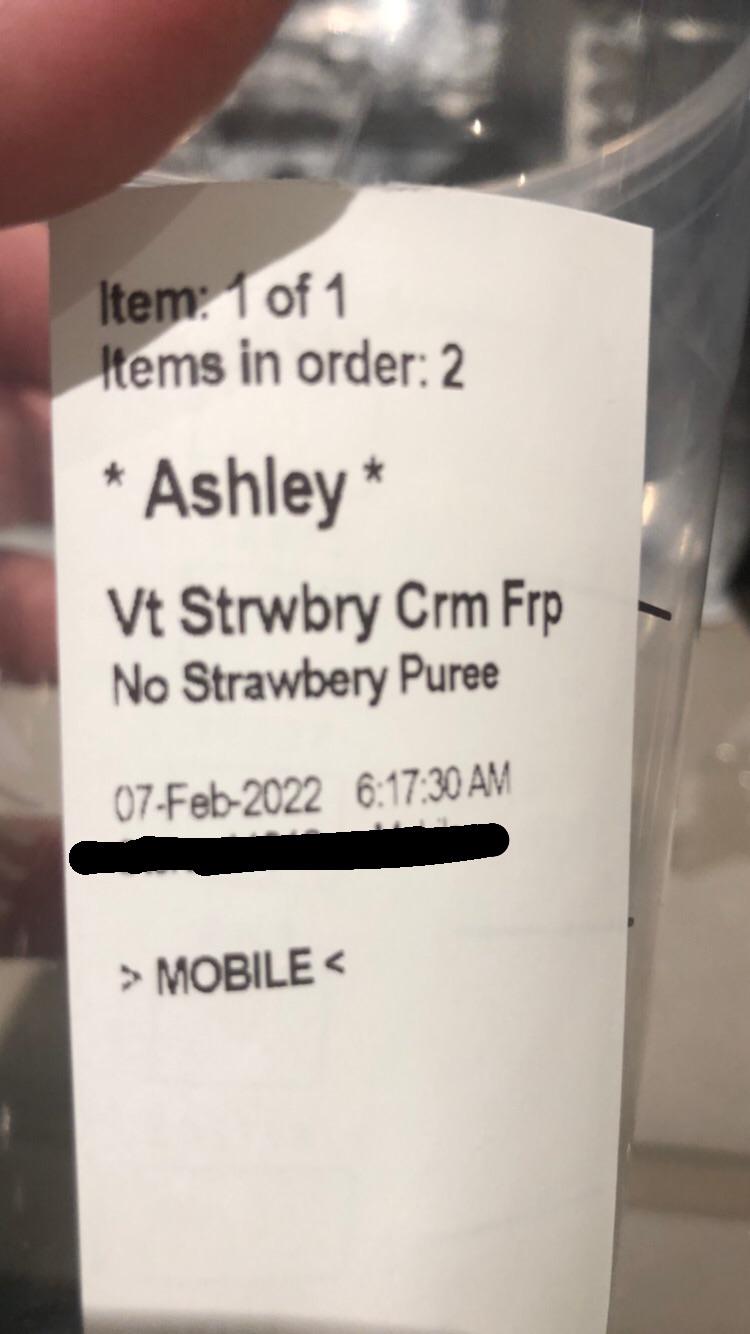 Item: 1 of 1
Items in order: 2
* Ashley *
Vt Strwbry Crm Frp
No Strawbery Puree
07-Feb-2022 6:17:30 AM
> MOBILE <